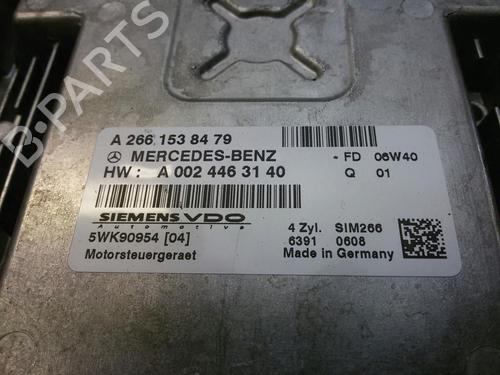 B-PARTS
A 266 153 84 79
MERCEDES-BENZ - FD 06W40
HW : A 002 446 31 40 Q 01
SIEMENS VDO
Automotive
4 Zyl. SIM266
5WK90954 [04] 6391 0608
Motorsteuergeraet Made in Germany